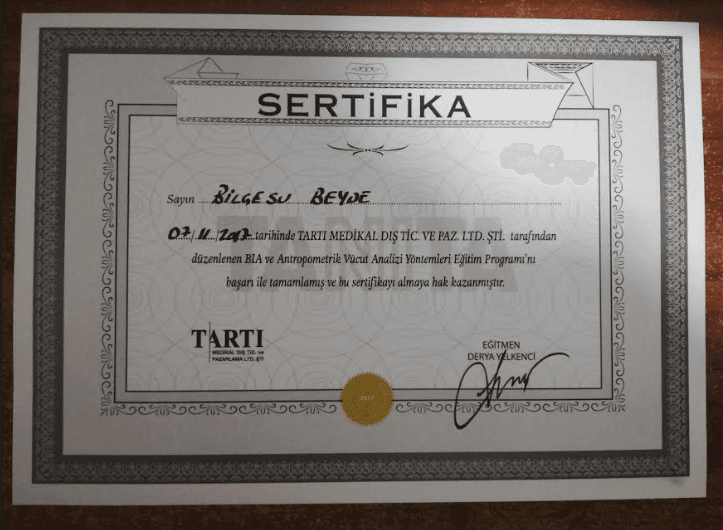 SERTİFİKA
Sayın BİLGESU BEYDE
07/11/2017 tarihinde TARTI MEDİKAL DIŞ TİC. VE PAZ. LTD. ŞTİ. tarafından
düzenlenen BIA ve Antropometrik Vücut Analizi Yöntemleri Eğitim Programı'nı
başarı ile tamamlamış ve bu sertifikayı almaya hak kazanmıştır.
TARTI
MEDİKAL DIŞ TİC. ve
PAZARLAMA LTD. ŞTİ
EĞİTMEN
DERYA YELKENCİ
2017
TANITA